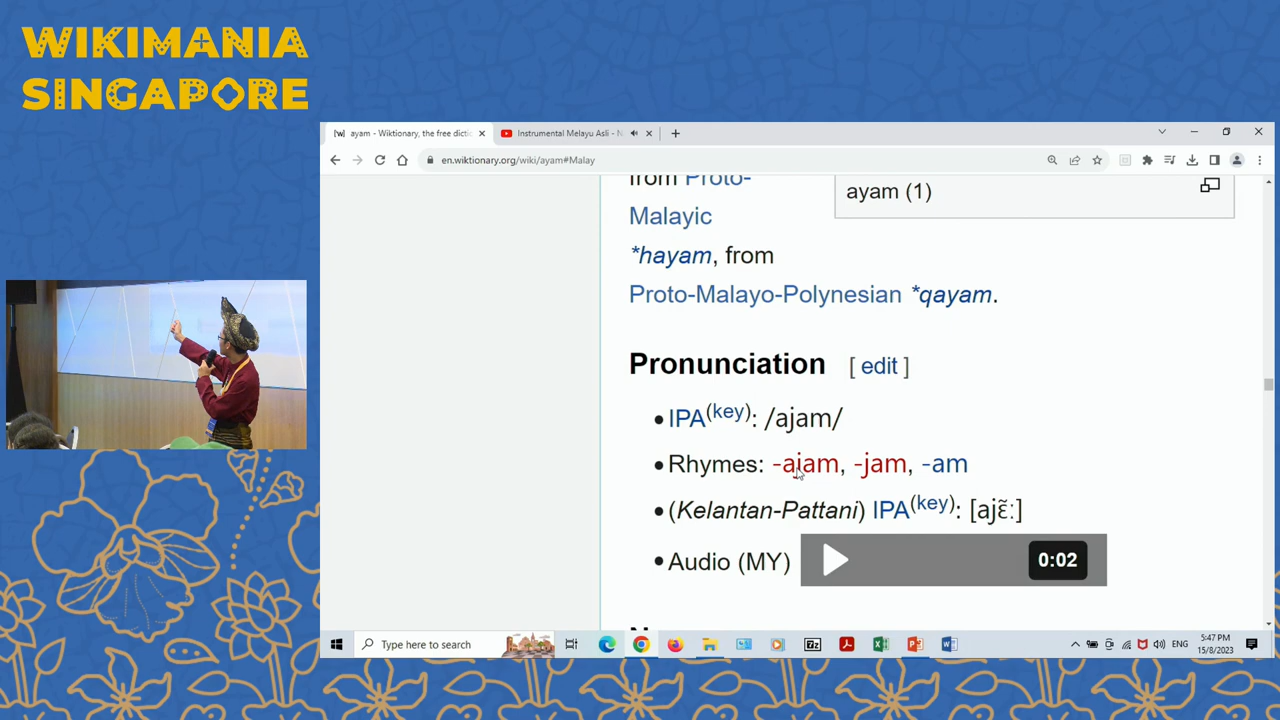 WIKIMANIA
SINGAPORE
ayam - Wiktionary, the free dictio
Instrumental Melayu Asli - N
en.wiktionary.org/wiki/ayam#Malay
from Proto-
Malayic
*hayam, from
Proto-Malayo-Polynesian *qayam.
ayam (1)
Pronunciation [ edit ]
IPA(key): /ajam/
Rhymes: -ajam, -jam, -am
(Kelantan-Pattani) IPA(key): [ajɛ̃ː]
Audio (MY) 0:02
Type here to search
ENG
5:47 PM
15/8/2023